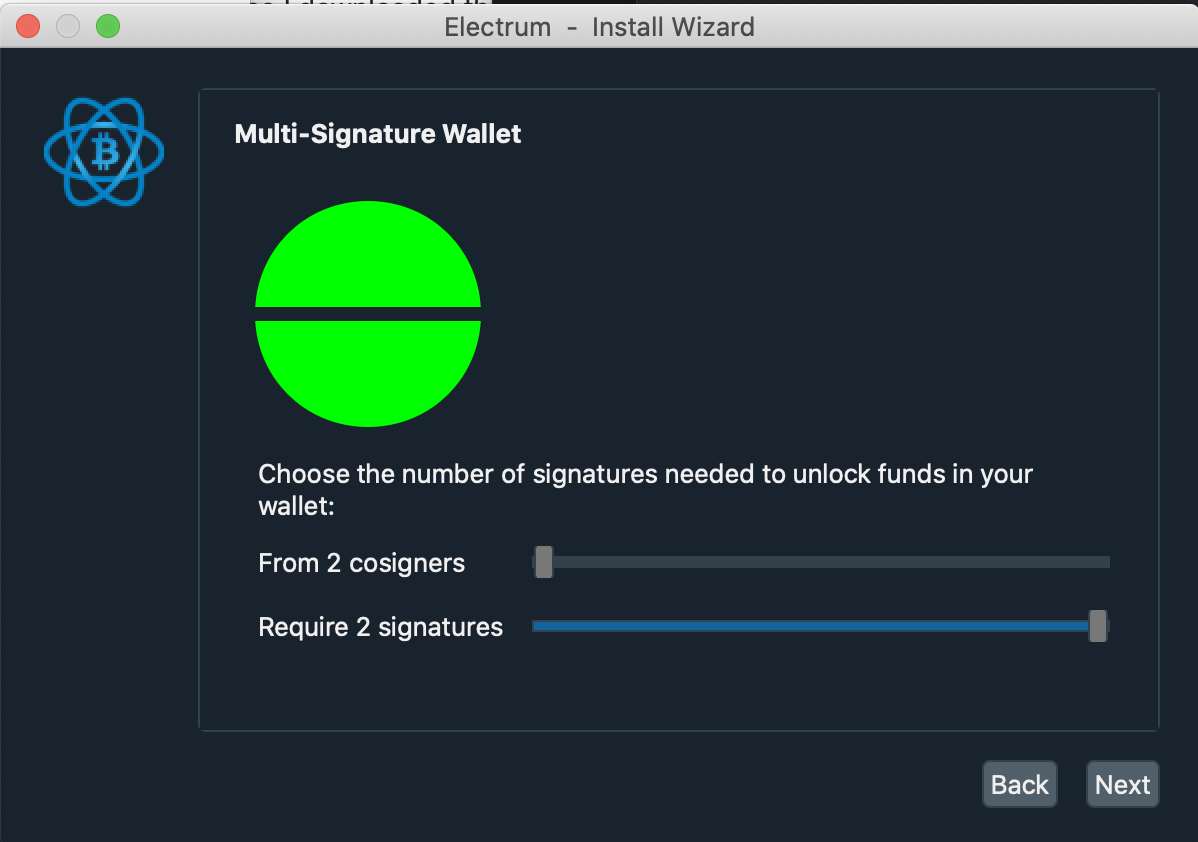 Electrum - Install Wizard
Multi-Signature Wallet
Choose the number of signatures needed to unlock funds in your
wallet:
From 2 cosigners
Require 2 signatures
Back
Next